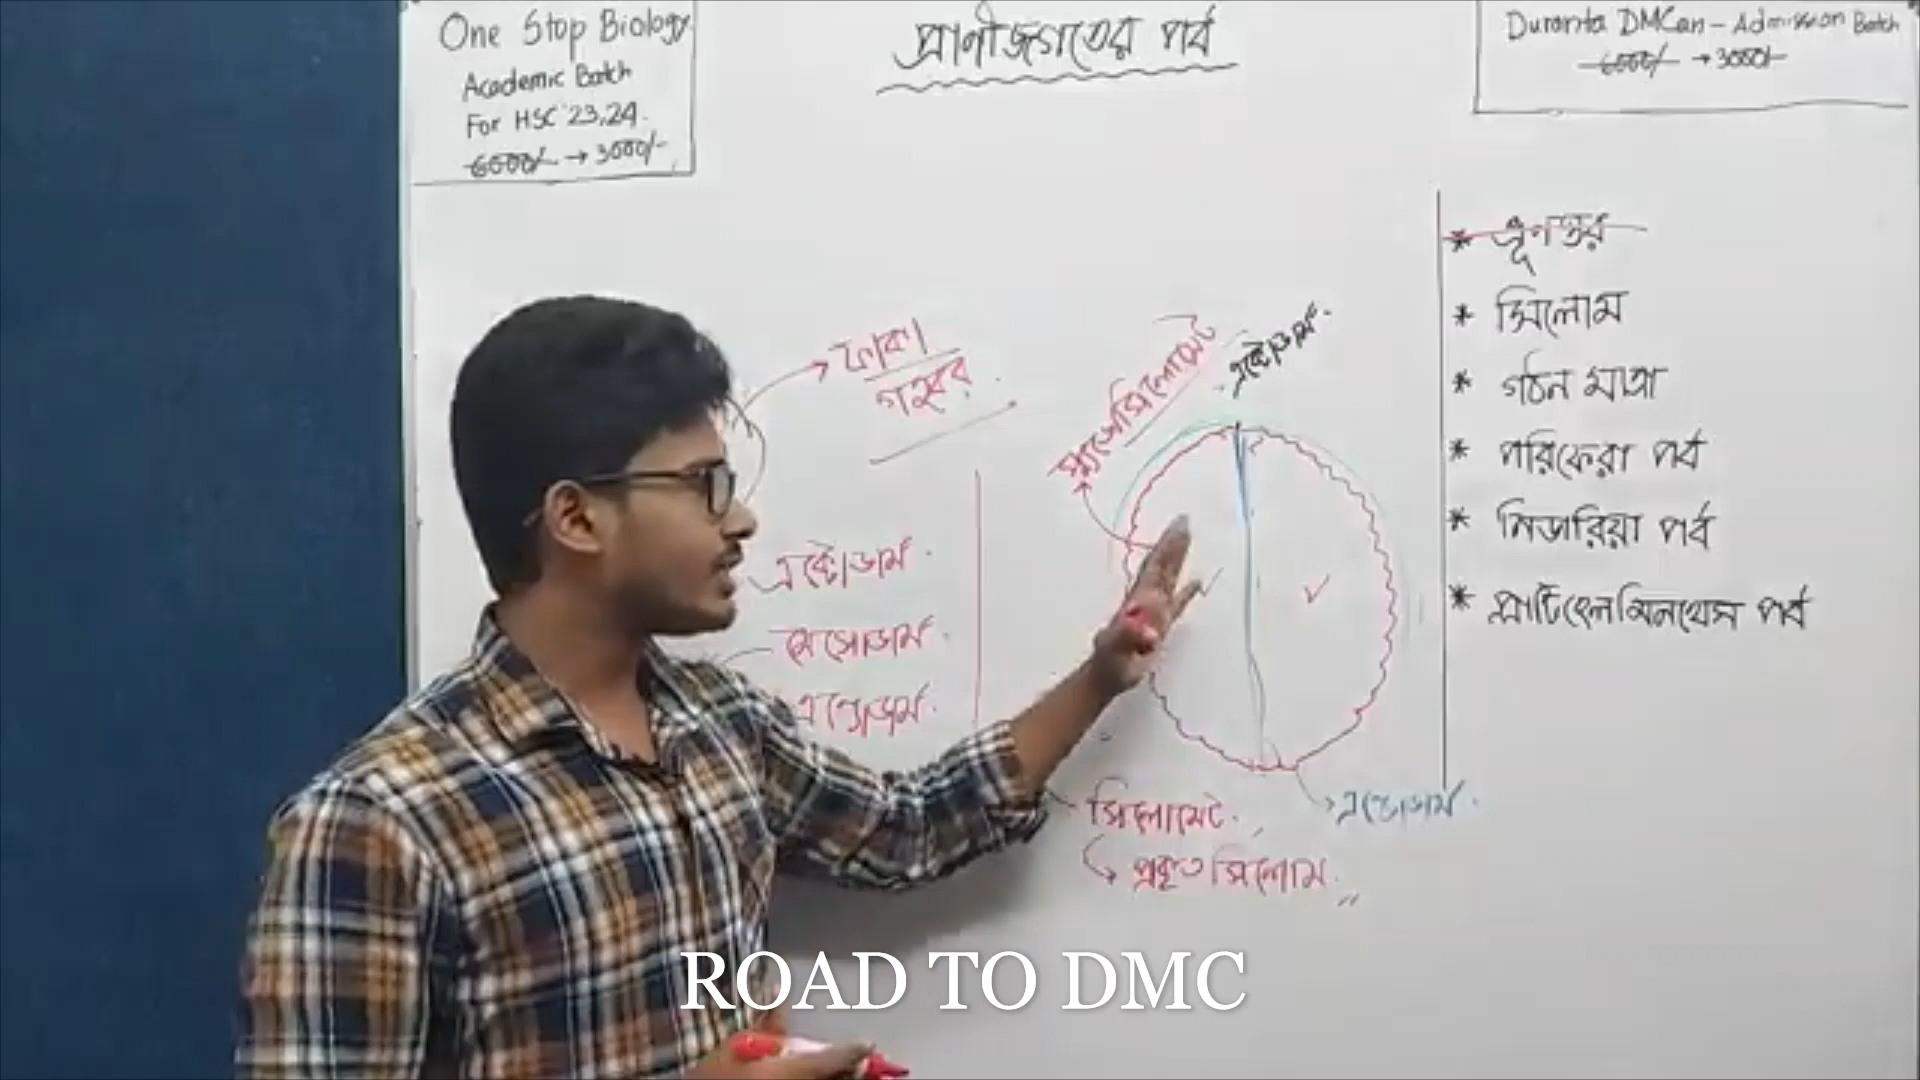 One Stop Biology.
Academic Batch
For HSC '23,24.
6000/- → 3000/-
প্রাণীজগতের পর্ব
Duranta DMCan - Admission Batch
6000/- → 3000/-
ফাকা
গহ্বর
এক্টোডার্ম.
মেসোডার্ম.
এন্ডোডার্ম.
স্যুডোসিলোমেট
এক্টোডার্ম.
সিলোমেট.
প্রকৃত সিলোম.
এন্ডোডার্ম.
* ভ্রূণস্তর
* সিলোম
* গঠন মাত্রা
* পরিফেরা পর্ব
* নিডারিয়া পর্ব
* প্লাটিহেলমিনথেস পর্ব
ROAD TO DMC